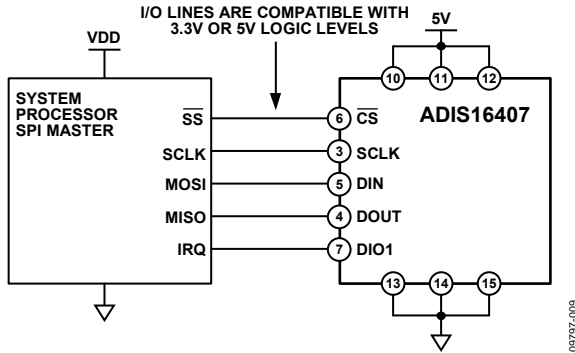 I/O LINES ARE COMPATIBLE WITH
3.3V OR 5V LOGIC LEVELS
VDD
5V
SYSTEM
PROCESSOR
SPI MASTER
10
11
12
ADIS16407
SS
6
CS
SCLK
3
SCLK
MOSI
5
DIN
MISO
4
DOUT
IRQ
7
DIO1
13
14
15
09797-009